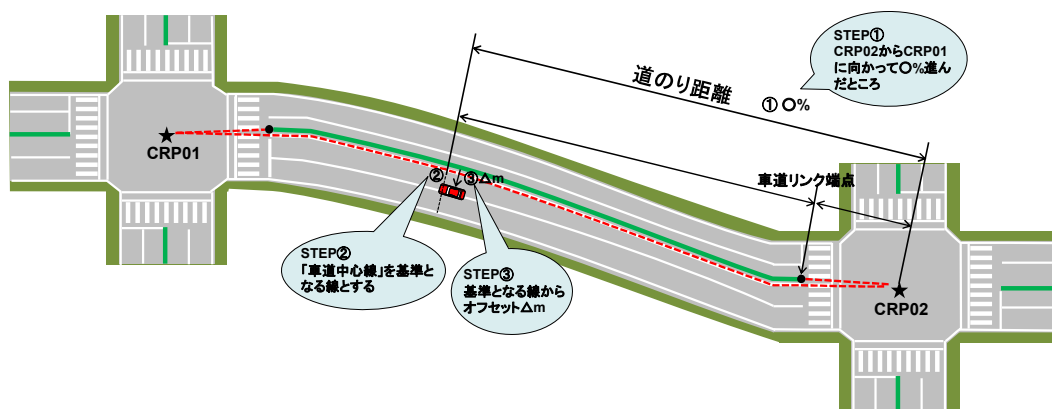 STEP①
CRP02からCRP01
に向かって○%進ん
だところ
道のり距離
① ○%
CRP01
車道リンク端点
②
③△m
STEP②
「車道中心線」を基準と
なる線とする
STEP③
基準となる線から
オフセット△m
CRP02